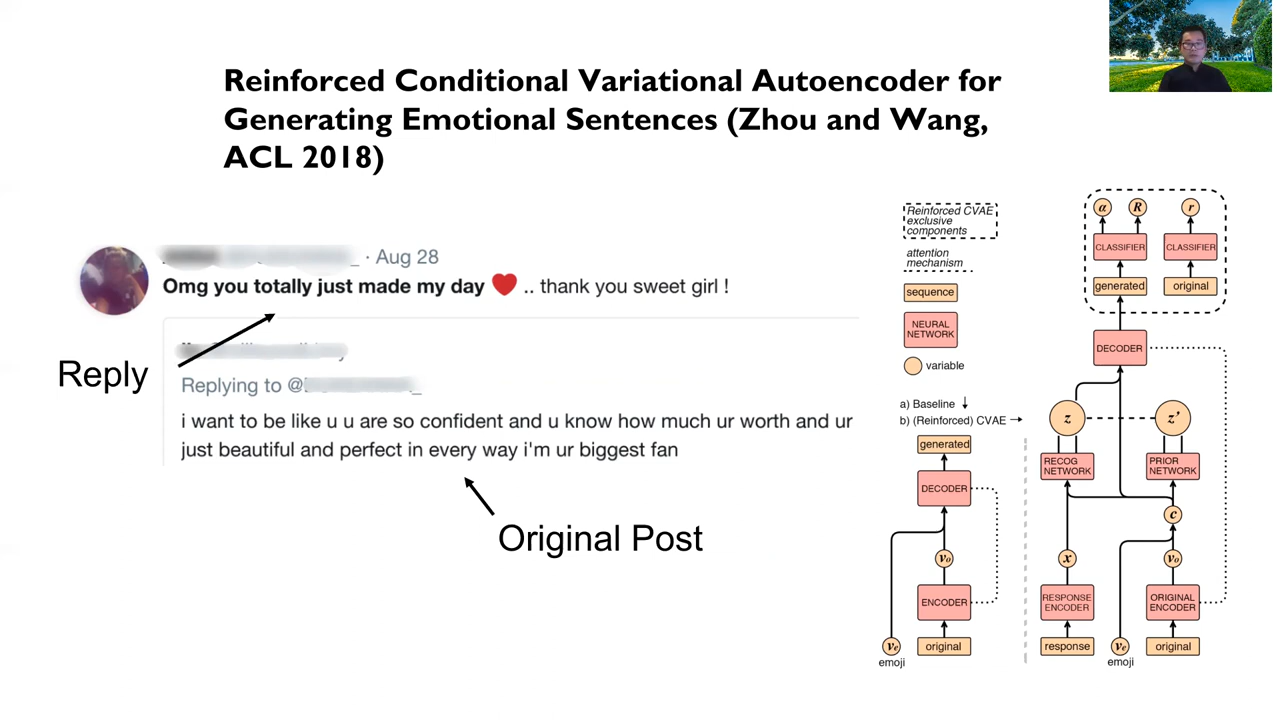 Reinforced Conditional Variational Autoencoder for
Generating Emotional Sentences (Zhou and Wang,
ACL 2018)
· Aug 28
Omg you totally just made my day ❤ .. thank you sweet girl !
Reply
Replying to @
i want to be like u u are so confident and u know how much ur worth and ur
just beautiful and perfect in every way i'm ur biggest fan
Original Post
Reinforced CVAE
exclusive
components
attention
mechanism
sequence
NEURAL
NETWORK
variable
a) Baseline ↓
b) (Reinforced) CVAE →
generated
DECODER
vo
ENCODER
ve
original
emoji
α
R
r
CLASSIFIER
CLASSIFIER
generated
original
DECODER
z
z'
RECOG
NETWORK
PRIOR
NETWORK
c
x
vo
RESPONSE
ENCODER
ORIGINAL
ENCODER
response
ve
original
emoji